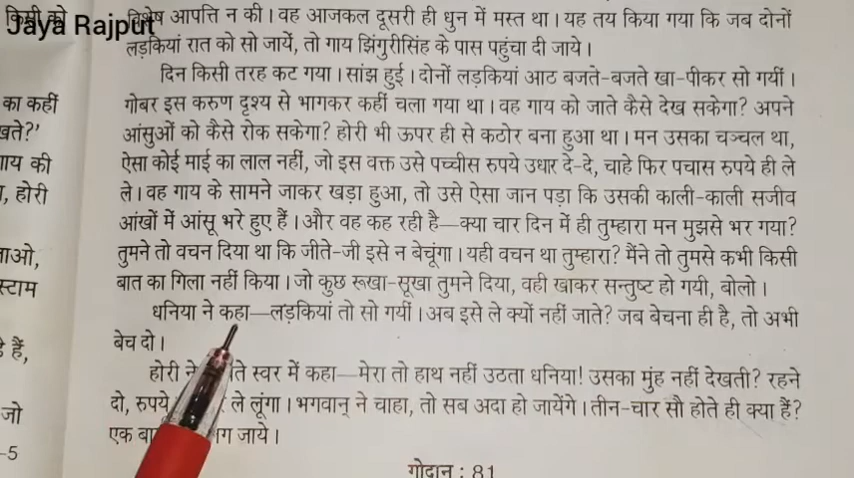 Jaya Rajput
विशेष आपत्ति न की। वह आजकल दूसरी ही धुन में मस्त था। यह तय किया गया कि जब दोनों
लड़कियां रात को सो जायें, तो गाय झिंगुरीसिंह के पास पहुंचा दी जाये।
दिन किसी तरह कट गया। सांझ हुई। दोनों लड़कियां आठ बजते-बजते खा-पीकर सो गयीं।
गोबर इस करुण दृश्य से भागकर कहीं चला गया था। वह गाय को जाते कैसे देख सकेगा? अपने
आंसुओं को कैसे रोक सकेगा? होरी भी ऊपर ही से कठोर बना हुआ था। मन उसका चञ्चल था,
ऐसा कोई माई का लाल नहीं, जो इस वक्त उसे पच्चीस रुपये उधार दे-दे, चाहे फिर पचास रुपये ही ले
ले। वह गाय के सामने जाकर खड़ा हुआ, तो उसे ऐसा जान पड़ा कि उसकी काली-काली सजीव
आंखों में आंसू भरे हुए हैं। और वह कह रही है—क्या चार दिन में ही तुम्हारा मन मुझसे भर गया?
तुमने तो वचन दिया था कि जीते-जी इसे न बेचूंगा। यही वचन था तुम्हारा? मैंने तो तुमसे कभी किसी
बात का गिला नहीं किया। जो कुछ रूखा-सूखा तुमने दिया, वही खाकर सन्तुष्ट हो गयी, बोलो।
धनिया ने कहा—लड़कियां तो सो गयीं। अब इसे ले क्यों नहीं जाते? जब बेचना ही है, तो अभी
बेच दो।
होरी ने ते स्वर में कहा—मेरा तो हाथ नहीं उठता धनिया! उसका मुंह नहीं देखती? रहने
दो, रुपये ले लूंगा। भगवान् ने चाहा, तो सब अदा हो जायेंगे। तीन-चार सौ होते ही क्या हैं?
एक बा ग जाये।
गोदान : 81
किसी को
का कहीं
खते?'
गाय की
होरी
स्टाम
हैं,
जो
-5